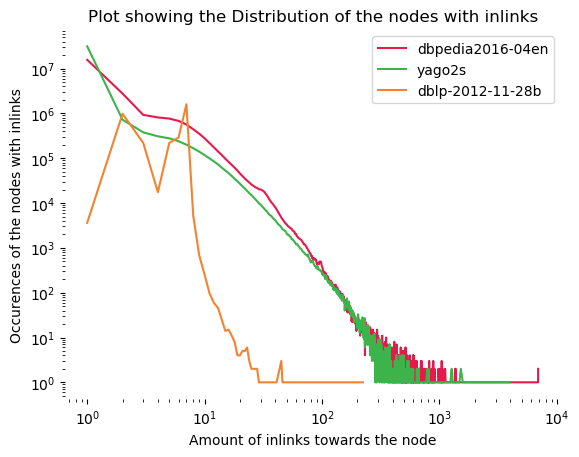 Plot showing the Distribution of the nodes with inlinks
dbpedia2016-04en
yago2s
dblp-2012-11-28b
Occurences of the nodes with inlinks
10^7
10^6
10^5
10^4
10^3
10^2
10^1
10^0
10^0 10^1 10^2 10^3 10^4
Amount of inlinks towards the node